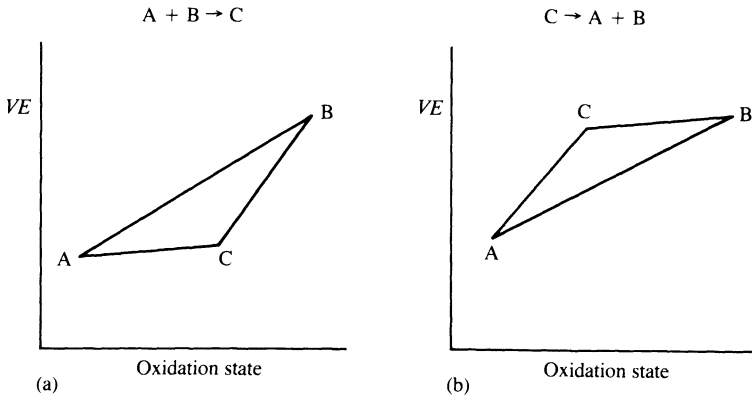 A + B → C
VE
B
A
C
Oxidation state
(a)
C → A + B
VE
C
B
A
Oxidation state
(b)